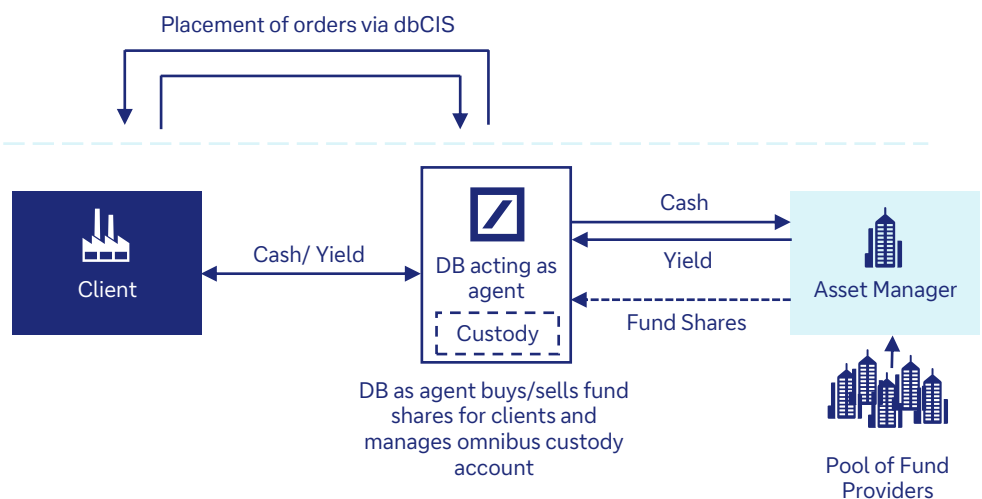 Placement of orders via dbCIS
Client
Cash/ Yield
DB acting as
agent
Custody
DB as agent buys/sells fund
shares for clients and
manages omnibus custody
account
Cash
Yield
Fund Shares
Asset Manager
Pool of Fund
Providers